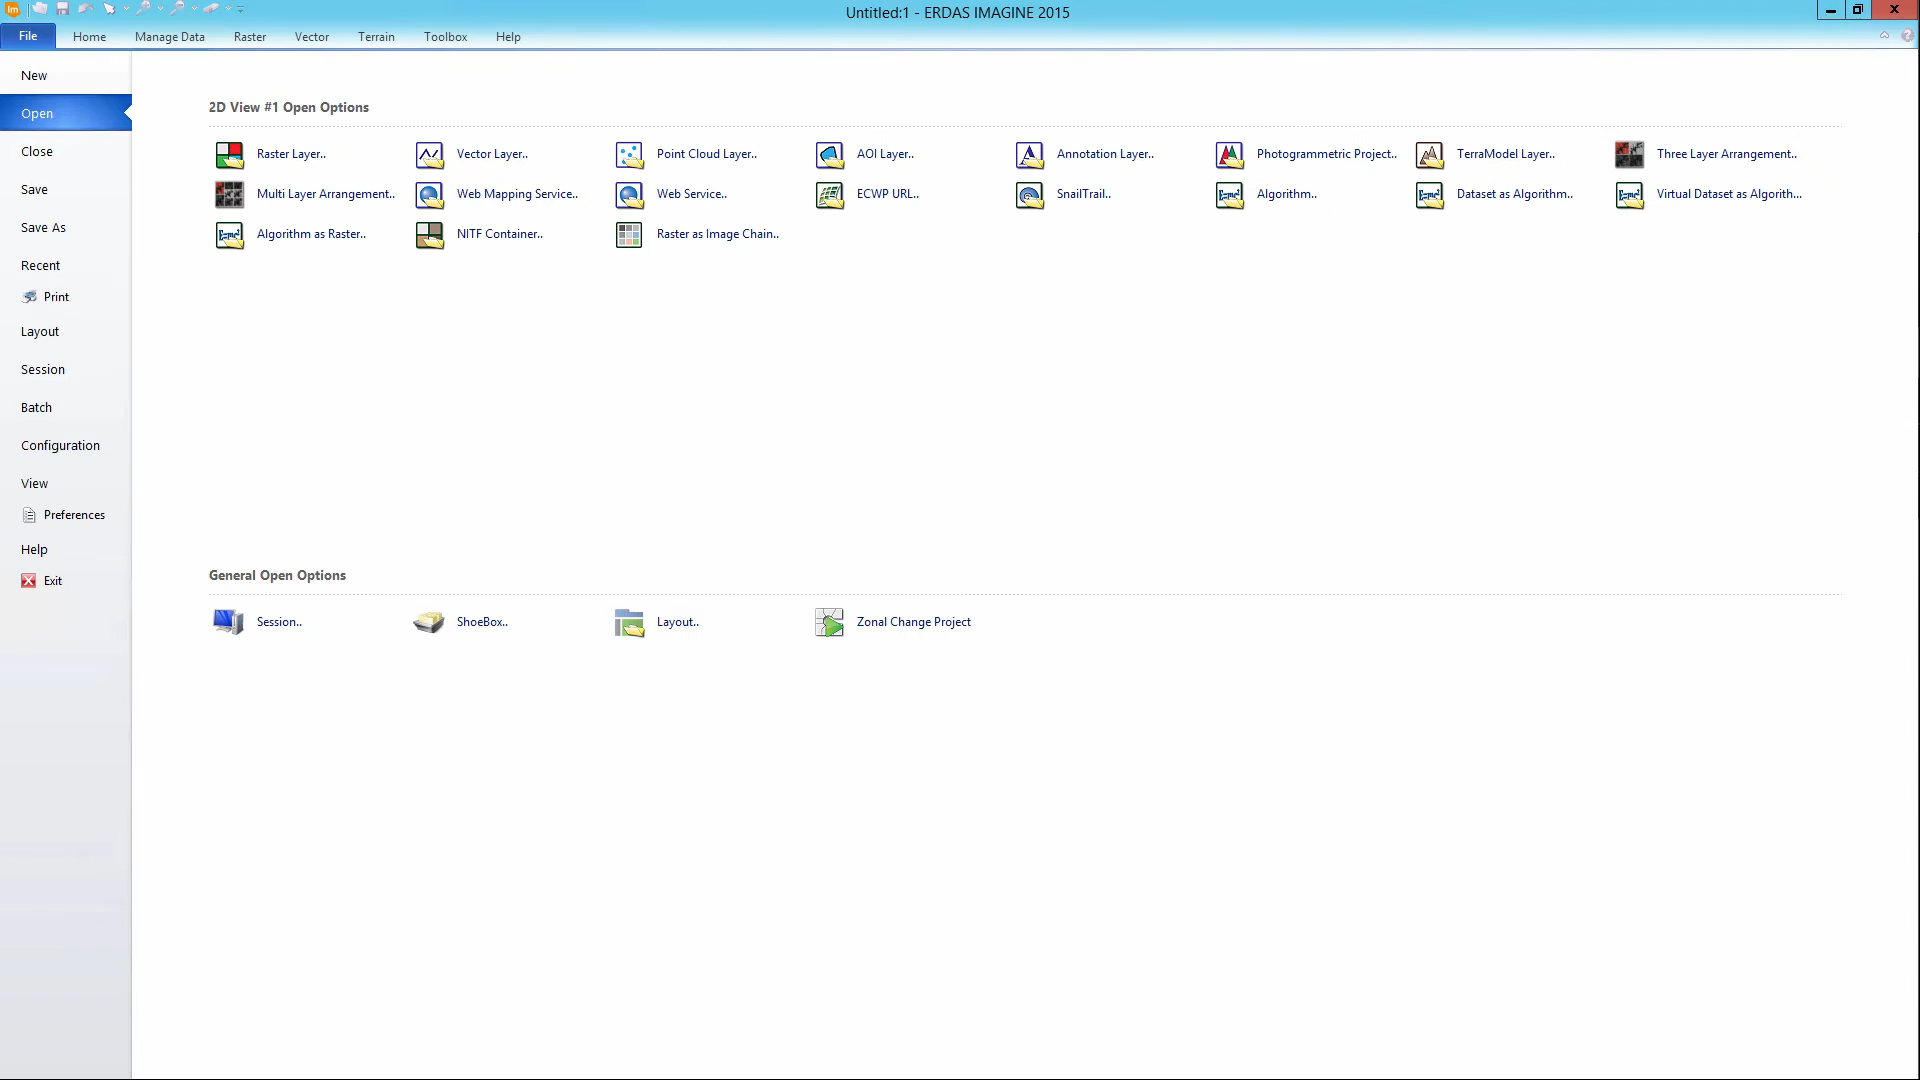 Untitled:1 - ERDAS IMAGINE 2015
File Home Manage Data Raster Vector Terrain Toolbox Help
New
Open
Close
Save
Save As
Recent
Print
Layout
Session
Batch
Configuration
View
Preferences
Help
Exit
2D View #1 Open Options
Raster Layer.. Vector Layer.. Point Cloud Layer.. AOI Layer.. Annotation Layer.. Photogrammetric Project.. TerraModel Layer.. Three Layer Arrangement..
Multi Layer Arrangement.. Web Mapping Service.. Web Service.. ECWP URL.. SnailTrail.. Algorithm.. Dataset as Algorithm.. Virtual Dataset as Algorith...
Algorithm as Raster.. NITF Container.. Raster as Image Chain..
General Open Options
Session.. ShoeBox.. Layout.. Zonal Change Project